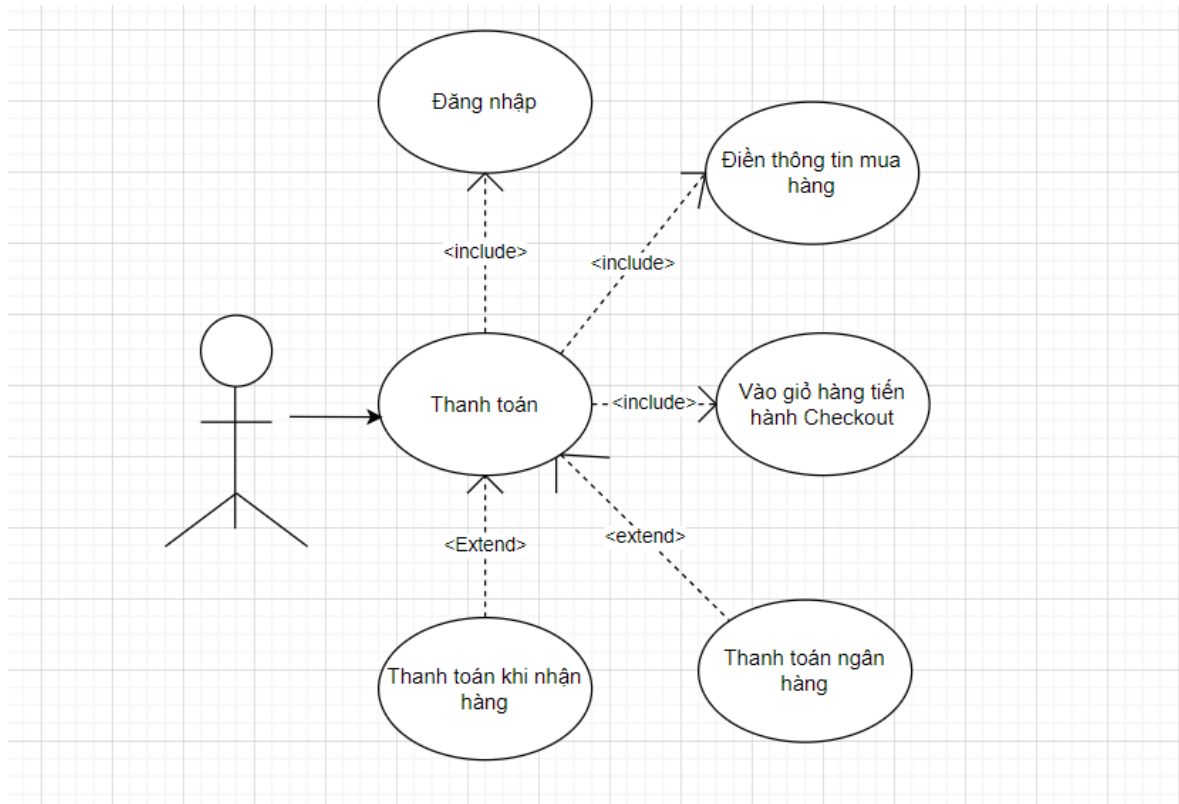 Đăng nhập
Điền thông tin mua
hàng
<include>
<include>
Thanh toán
<include>
Vào giỏ hàng tiến
hành Checkout
<Extend>
<extend>
Thanh toán khi nhận
hàng
Thanh toán ngân
hàng